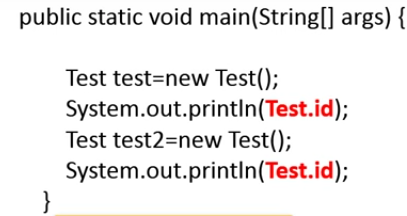 public static void main(String[] args) {
Test test=new Test();
System.out.println(Test.id);
Test test2=new Test();
System.out.println(Test.id);
}